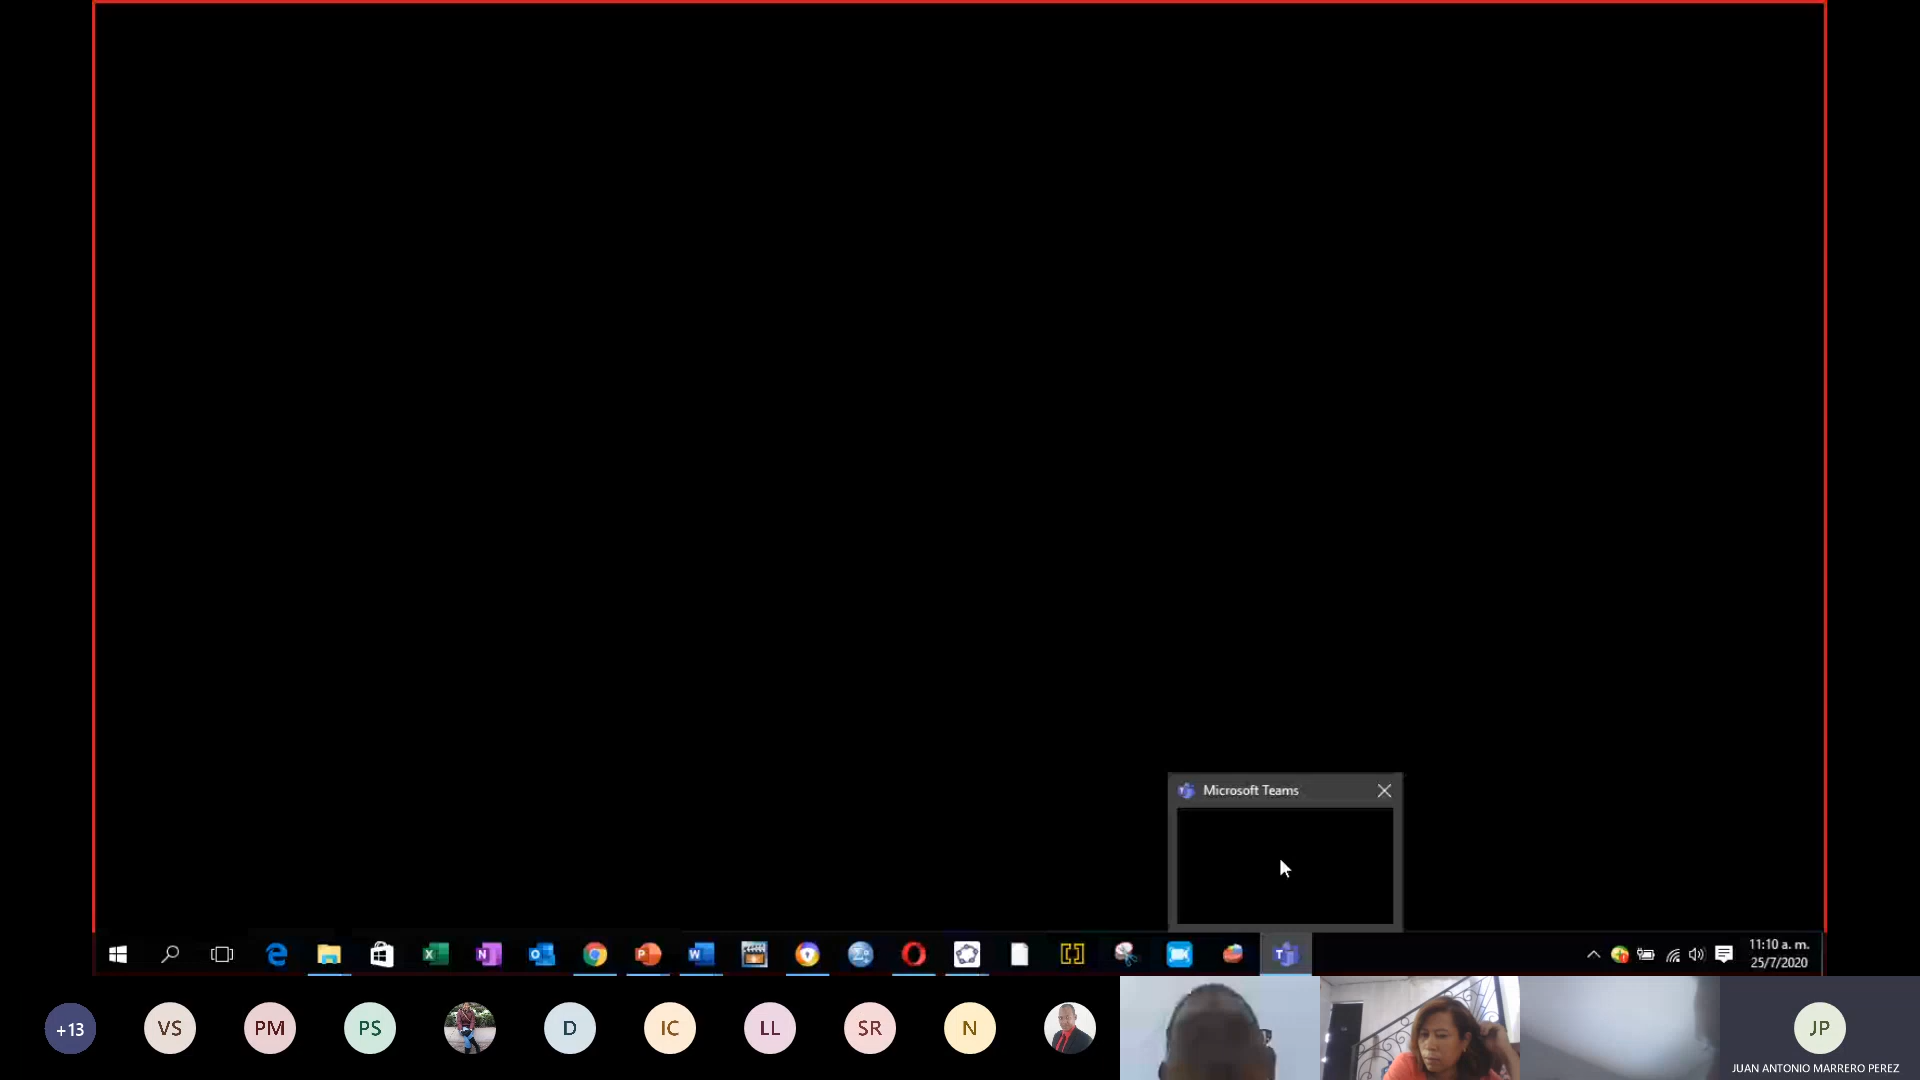 Microsoft Teams
11:10 a. m.
25/7/2020
+13
VS
PM
PS
D
IC
LL
SR
N
JP
JUAN ANTONIO MARRERO PEREZ